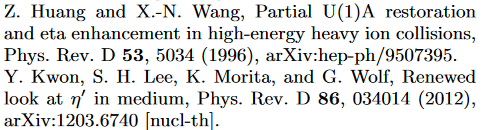 Z. Huang and X.-N. Wang, Partial U(1)A restoration
and eta enhancement in high-energy heavy ion collisions,
Phys. Rev. D 53, 5034 (1996), arXiv:hep-ph/9507395.
Y. Kwon, S. H. Lee, K. Morita, and G. Wolf, Renewed
look at η′ in medium, Phys. Rev. D 86, 034014 (2012),
arXiv:1203.6740 [nucl-th].